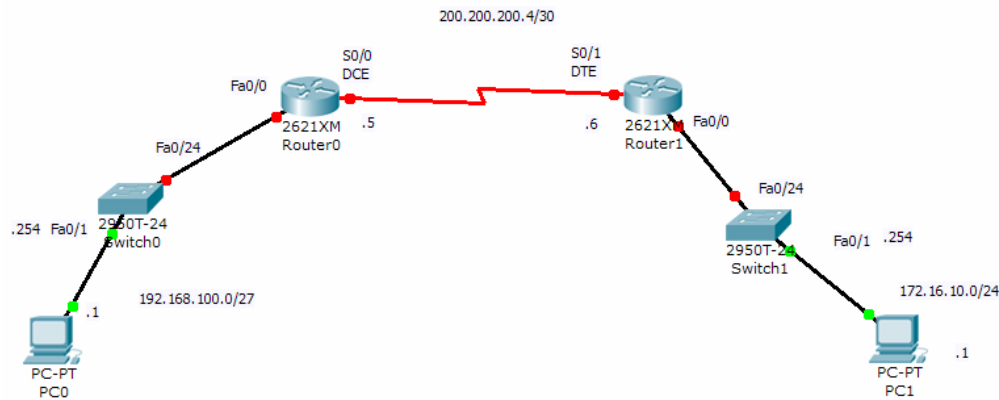 200.200.200.4/30
S0/0
DCE
S0/1
DTE
Fa0/0
2621XM
Router0
.5
.6
2621XM
Router1
Fa0/0
Fa0/24
2950T-24
Switch0
.254 Fa0/1
Fa0/24
2950T-24
Switch1
Fa0/1 .254
192.168.100.0/27
.1
PC-PT
PC0
172.16.10.0/24
.1
PC-PT
PC1